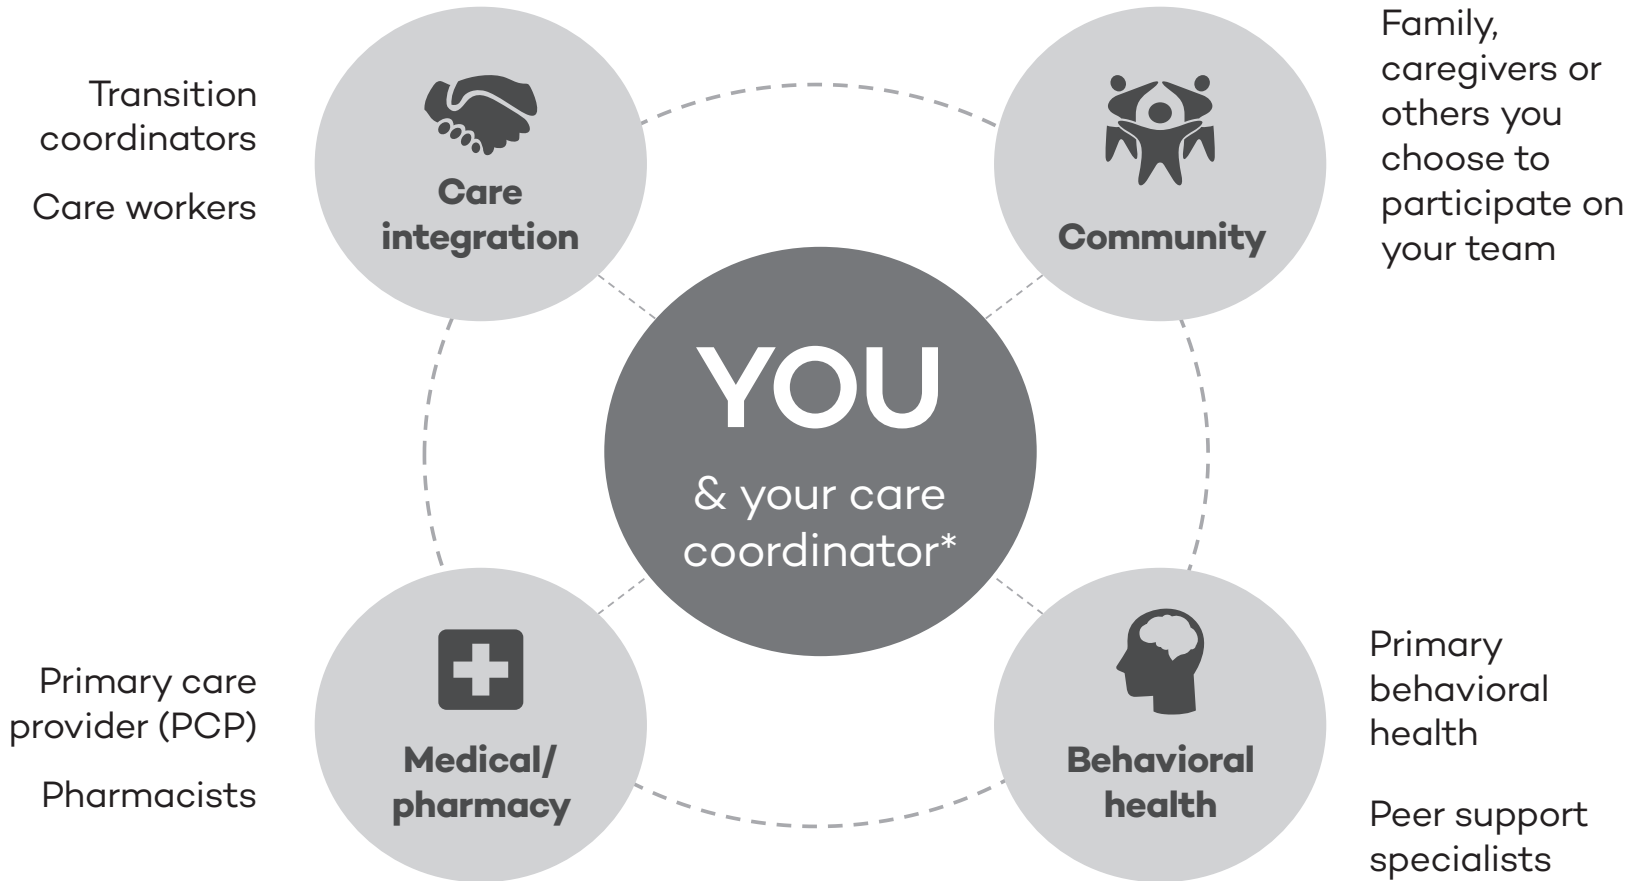 Transition
coordinators
Care workers
Care
integration
Community
Family,
caregivers or
others you
choose to
participate on
your team
YOU
& your care
coordinator*
Primary care
provider (PCP)
Pharmacists
Medical/
pharmacy
Behavioral
health
Primary
behavioral
health
Peer support
specialists